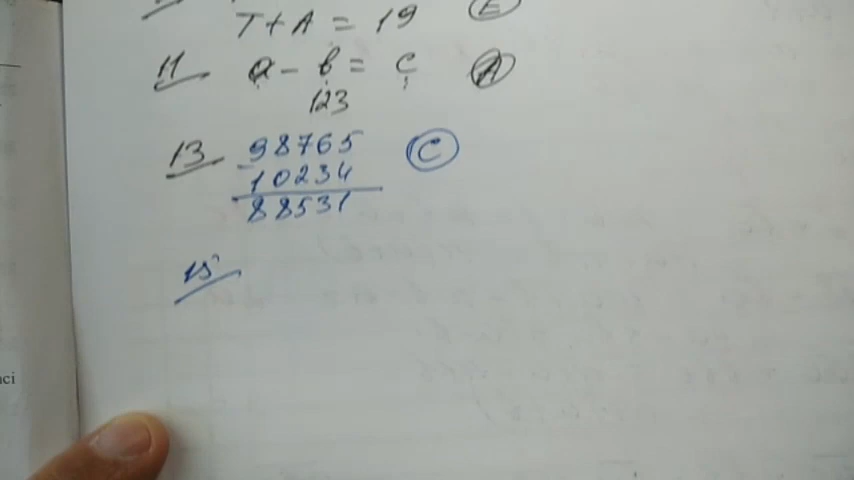 T+A = 19 E
11 a - b = c A
123
13 98765 C
- 10234
88531
15